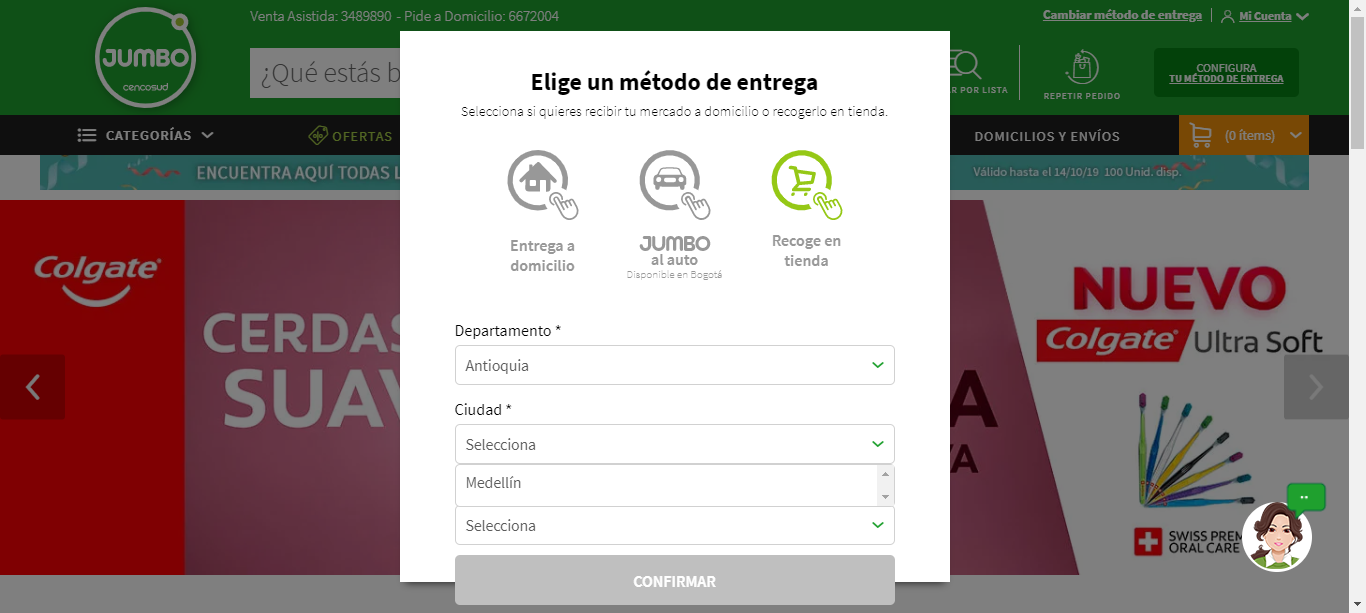 Venta Asistida: 3489890 - Pide a Domicilio: 6672004
Cambiar método de entrega
Mi Cuenta
JUMBO
cencosud
¿Qué estás b
R POR LISTA
REPETIR PEDIDO
CONFIGURA
TU MÉTODO DE ENTREGA
CATEGORÍAS
OFERTAS
DOMICILIOS Y ENVÍOS
(0 ítems)
ENCUENTRA AQUÍ TODAS L
Válido hasta el 14/10/19 100 Unid. disp.
Elige un método de entrega
Selecciona si quieres recibir tu mercado a domicilio o recogerlo en tienda.
Entrega a
domicilio
JUMBO
al auto
Disponible en Bogotá
Recoge en
tienda
Departamento *
Antioquia
Ciudad *
Selecciona
Medellín
Selecciona
CONFIRMAR
Colgate
CERDAS
SUAV
A
VA
NUEVO
Colgate Ultra Soft
SWISS PREM
ORAL CARE